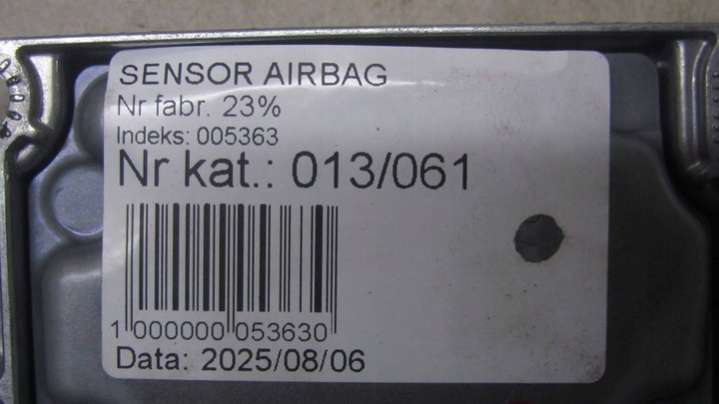 SENSOR AIRBAG
Nr fabr. 23%
Indeks: 005363
Nr kat.: 013/061
1 000000 053630
Data: 2025/08/06